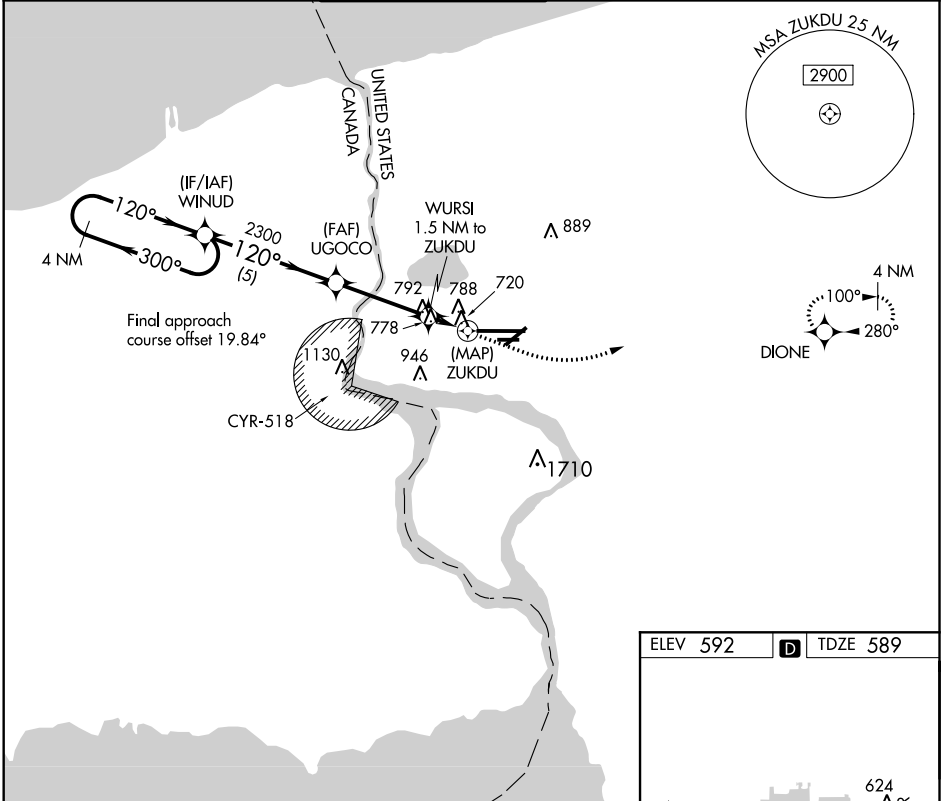 MSA ZUKDU 25 NM
2900
UNITED STATES
CANADA
(IF/IAF)
WINUD
120°
300°
4 NM
2300
120°
(5)
(FAF)
UGOCO
WURSI
1.5 NM to
ZUKDU
889
792
788
720
778
(MAP)
ZUKDU
946
1130
CYR-518
Final approach
course offset 19.84°
4 NM
100°
280°
DIONE
1710
ELEV 592
D
TDZE 589
624